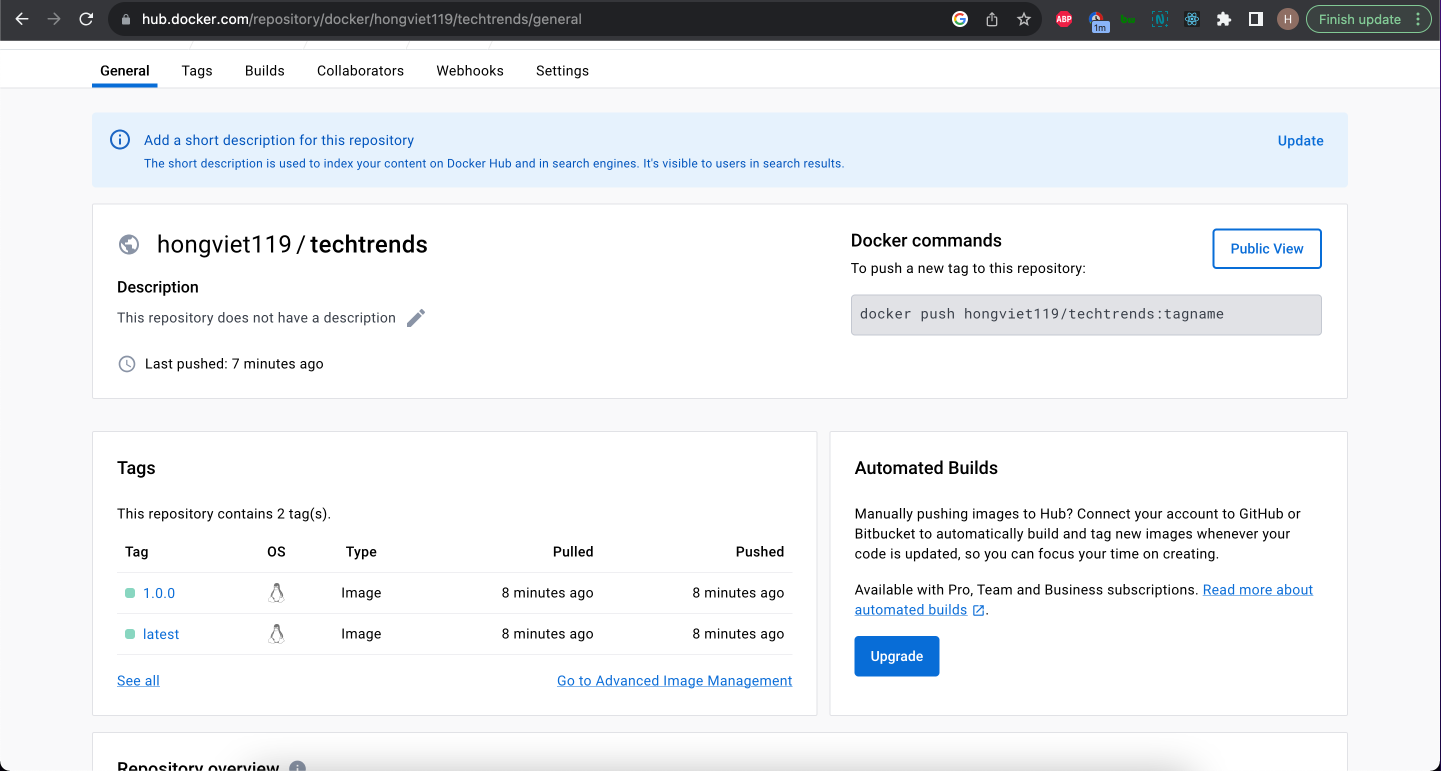 hub.docker.com/repository/docker/hongviet119/techtrends/general
ABP
1m
bw
N
H
Finish update
General Tags Builds Collaborators Webhooks Settings
Add a short description for this repository
Update
The short description is used to index your content on Docker Hub and in search engines. It's visible to users in search results.
hongviet119 / techtrends
Description
This repository does not have a description
Last pushed: 7 minutes ago
Docker commands
Public View
To push a new tag to this repository:
docker push hongviet119/techtrends:tagname
Tags
This repository contains 2 tag(s).
Tag OS Type Pulled Pushed
1.0.0 Image 8 minutes ago 8 minutes ago
latest Image 8 minutes ago 8 minutes ago
See all Go to Advanced Image Management
Automated Builds
Manually pushing images to Hub? Connect your account to GitHub or
Bitbucket to automatically build and tag new images whenever your
code is updated, so you can focus your time on creating.
Available with Pro, Team and Business subscriptions. Read more about
automated builds .
Upgrade
Repository overview